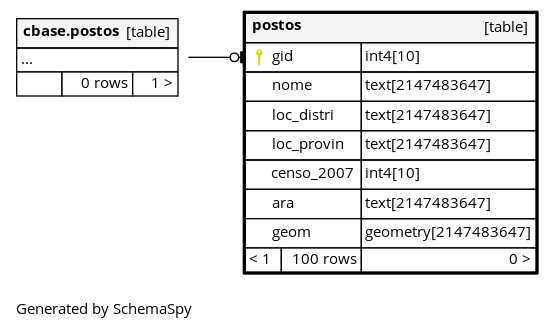 cbase.postos [table]
...
0 rows 1 >
postos [table]
gid int4[10]
nome text[2147483647]
loc_distri text[2147483647]
loc_provin text[2147483647]
censo_2007 int4[10]
ara text[2147483647]
geom geometry[2147483647]
< 1 100 rows 0 >
Generated by SchemaSpy